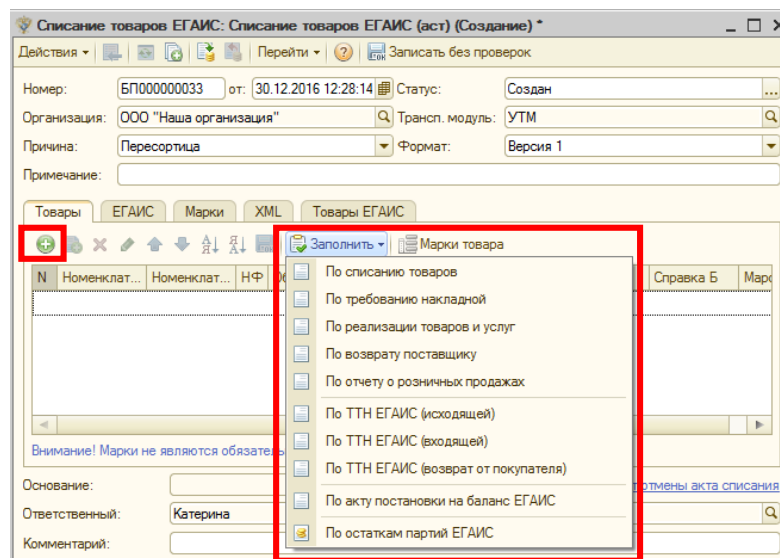 Списание товаров ЕГАИС: Списание товаров ЕГАИС (аст) (Создание) *
Действия Перейти Записать без проверок
Номер: БП000000033 от: 30.12.2016 12:28:14 Статус: Создан ...
Организация: ООО "Наша организация" Трансп. модуль: УТМ
Причина: Пересортица Формат: Версия 1
Примечание:
Товары ЕГАИС Марки XML Товары ЕГАИС
Заполнить Марки товара
N Номенклат... Номенклат... НФ Справка Б
По списанию товаров
По требованию накладной
По реализации товаров и услуг
По возврату поставщику
По отчету о розничных продажах
По ТТН ЕГАИС (исходящей)
По ТТН ЕГАИС (входящей)
По ТТН ЕГАИС (возврат от покупателя)
По акту постановки на баланс ЕГАИС
По остаткам партий ЕГАИС
Внимание! Марки не являются
Основание: отмены акта списания
Ответственный: Катерина
Комментарий: